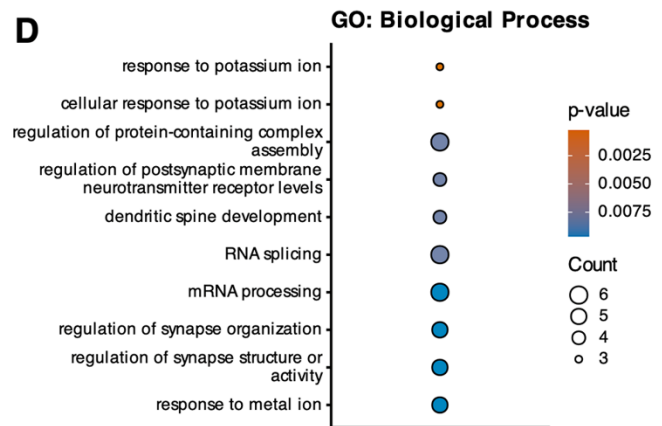 D
GO: Biological Process
response to potassium ion
cellular response to potassium ion
regulation of protein-containing complex
assembly
regulation of postsynaptic membrane
neurotransmitter receptor levels
dendritic spine development
RNA splicing
mRNA processing
regulation of synapse organization
regulation of synapse structure or
activity
response to metal ion
p-value
0.0025
0.0050
0.0075
Count
6
5
4
3